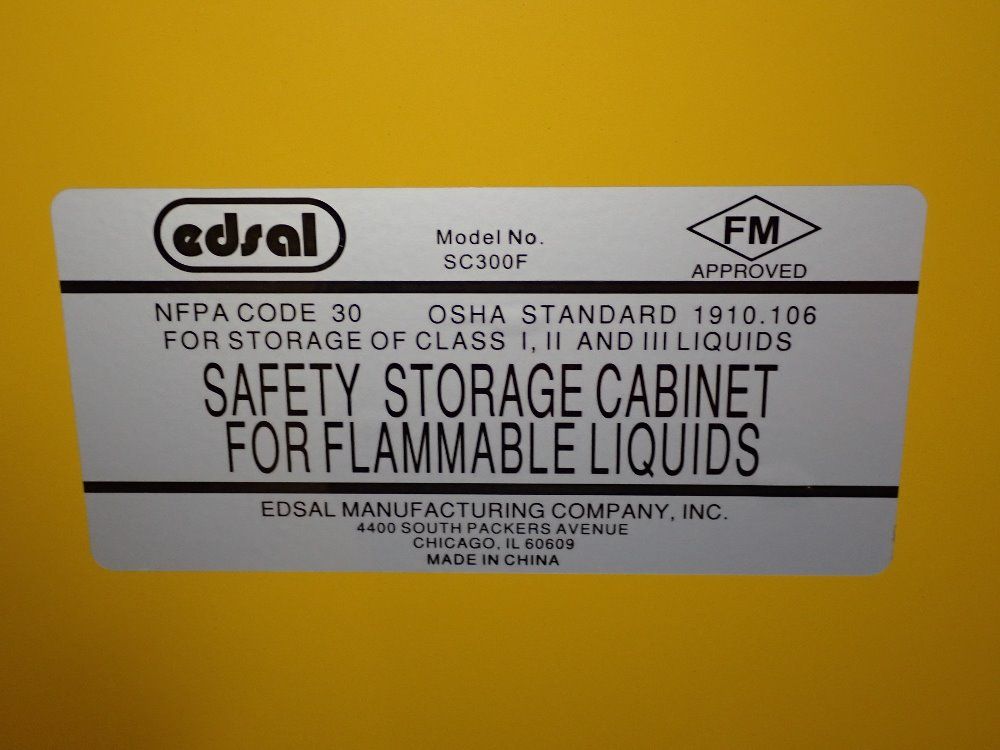 edsal
Model No.
SC300F
FM
APPROVED
NFPA CODE 30 OSHA STANDARD 1910.106
FOR STORAGE OF CLASS I, II AND III LIQUIDS
SAFETY STORAGE CABINET
FOR FLAMMABLE LIQUIDS
EDSAL MANUFACTURING COMPANY, INC.
4400 SOUTH PACKERS AVENUE
CHICAGO, IL 60609
MADE IN CHINA